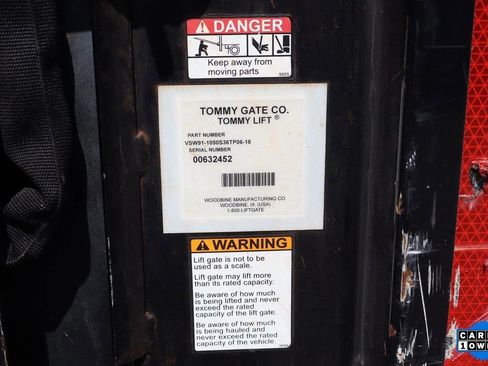 DANGER
Keep away from
moving parts
TOMMY GATE CO.
TOMMY LIFT ®
PART NUMBER
VSW91-1050S36TP06-18
SERIAL NUMBER
00632452
WOODBINE MANUFACTURING CO
WOODBINE, IA. (USA)
1-800-LIFTGATE
WARNING
Lift gate is not to be
used as a scale.
Lift gate may lift more
than its rated capacity.
Be aware of how much
is being lifted and never
exceed the rated
capacity of the lift gate.
Be aware of how much
is being hauled and
never exceed the rated
capacity of the vehicle.